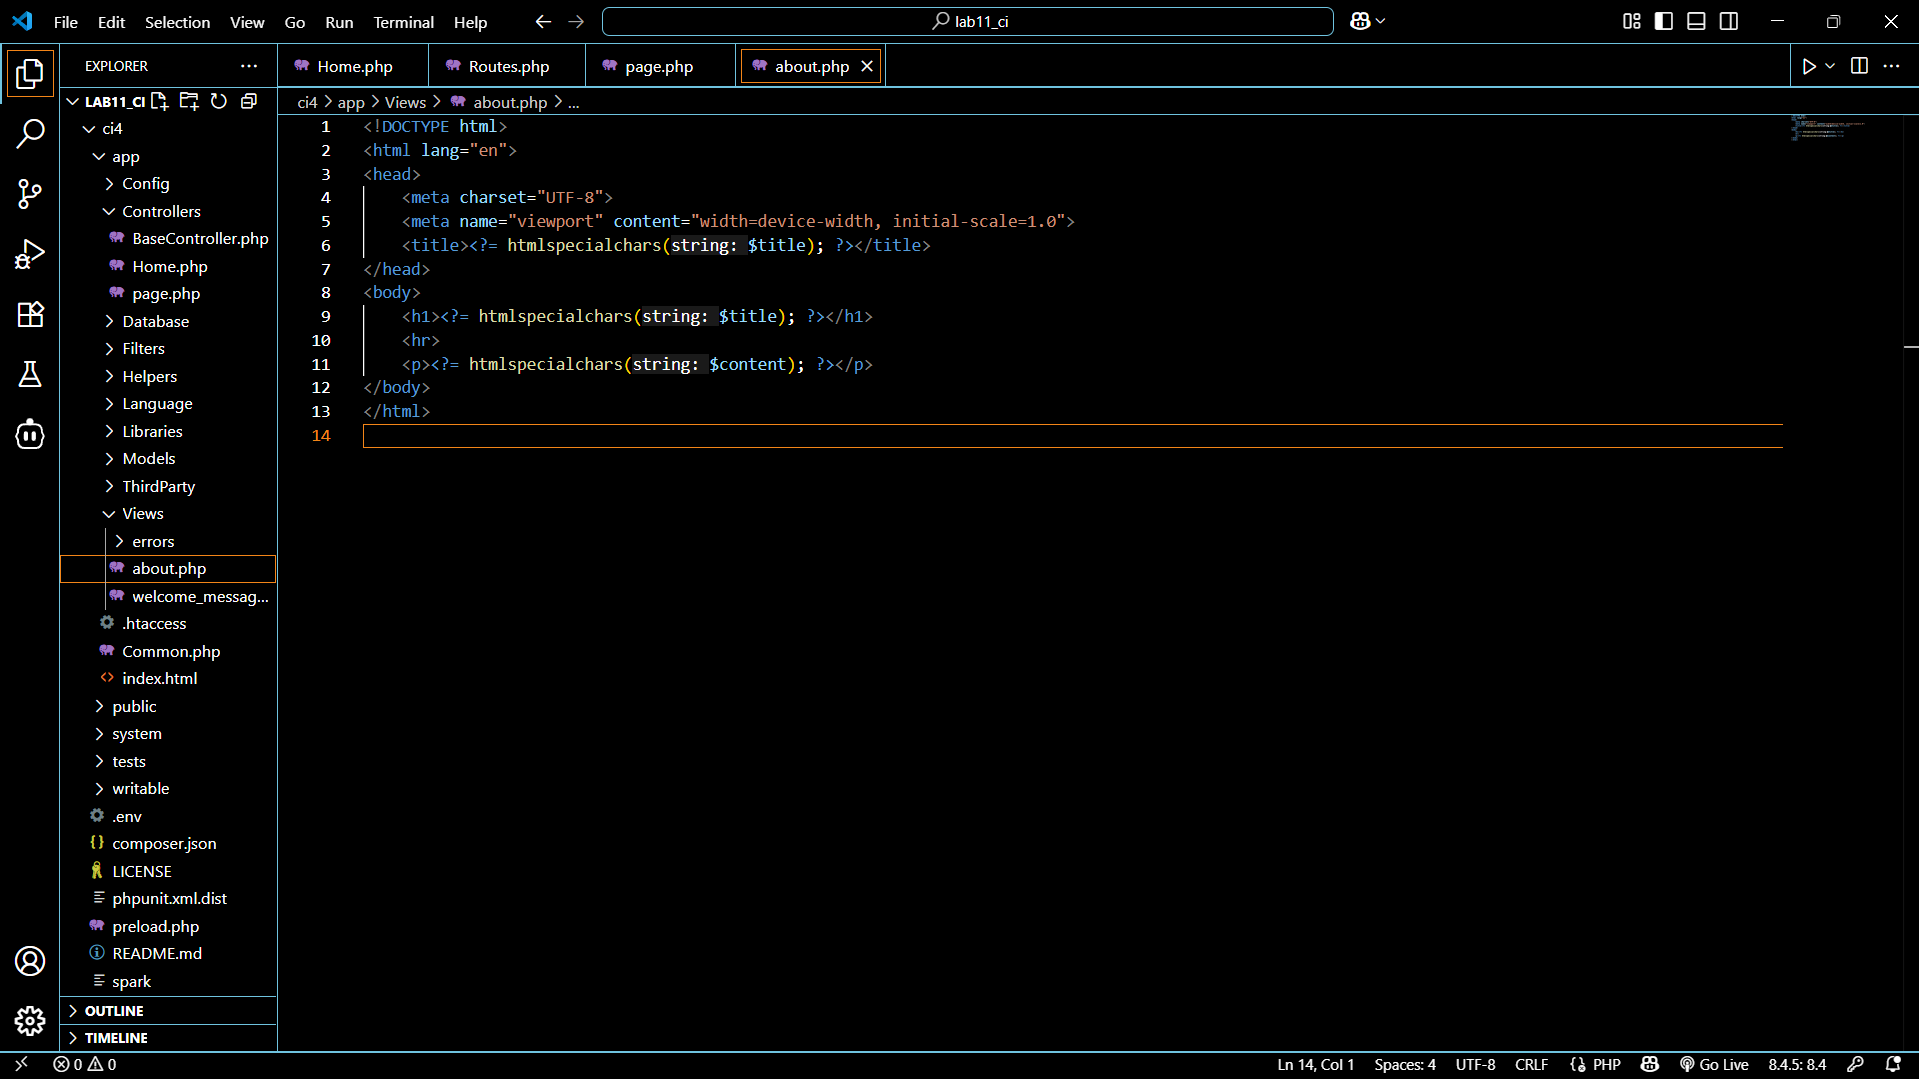 File Edit Selection View Go Run Terminal Help
lab11_ci
EXPLORER
LAB11_CI
ci4
app
Config
Controllers
BaseController.php
Home.php
page.php
Database
Filters
Helpers
Language
Libraries
Models
ThirdParty
Views
errors
about.php
welcome_messag...
.htaccess
Common.php
index.html
public
system
tests
writable
.env
composer.json
LICENSE
phpunit.xml.dist
preload.php
README.md
spark
OUTLINE
TIMELINE
Home.php Routes.php page.php about.php
ci4 > app > Views > about.php > ...
1 <!DOCTYPE html>
2 <html lang="en">
3 <head>
4 <meta charset="UTF-8">
5 <meta name="viewport" content="width=device-width, initial-scale=1.0">
6 <title><?= htmlspecialchars(string: $title); ?></title>
7 </head>
8 <body>
9 <h1><?= htmlspecialchars(string: $title); ?></h1>
10 <hr>
11 <p><?= htmlspecialchars(string: $content); ?></p>
12 </body>
13 </html>
14
0 0 Ln 14, Col 1 Spaces: 4 UTF-8 CRLF {} PHP Go Live 8.4.5: 8.4